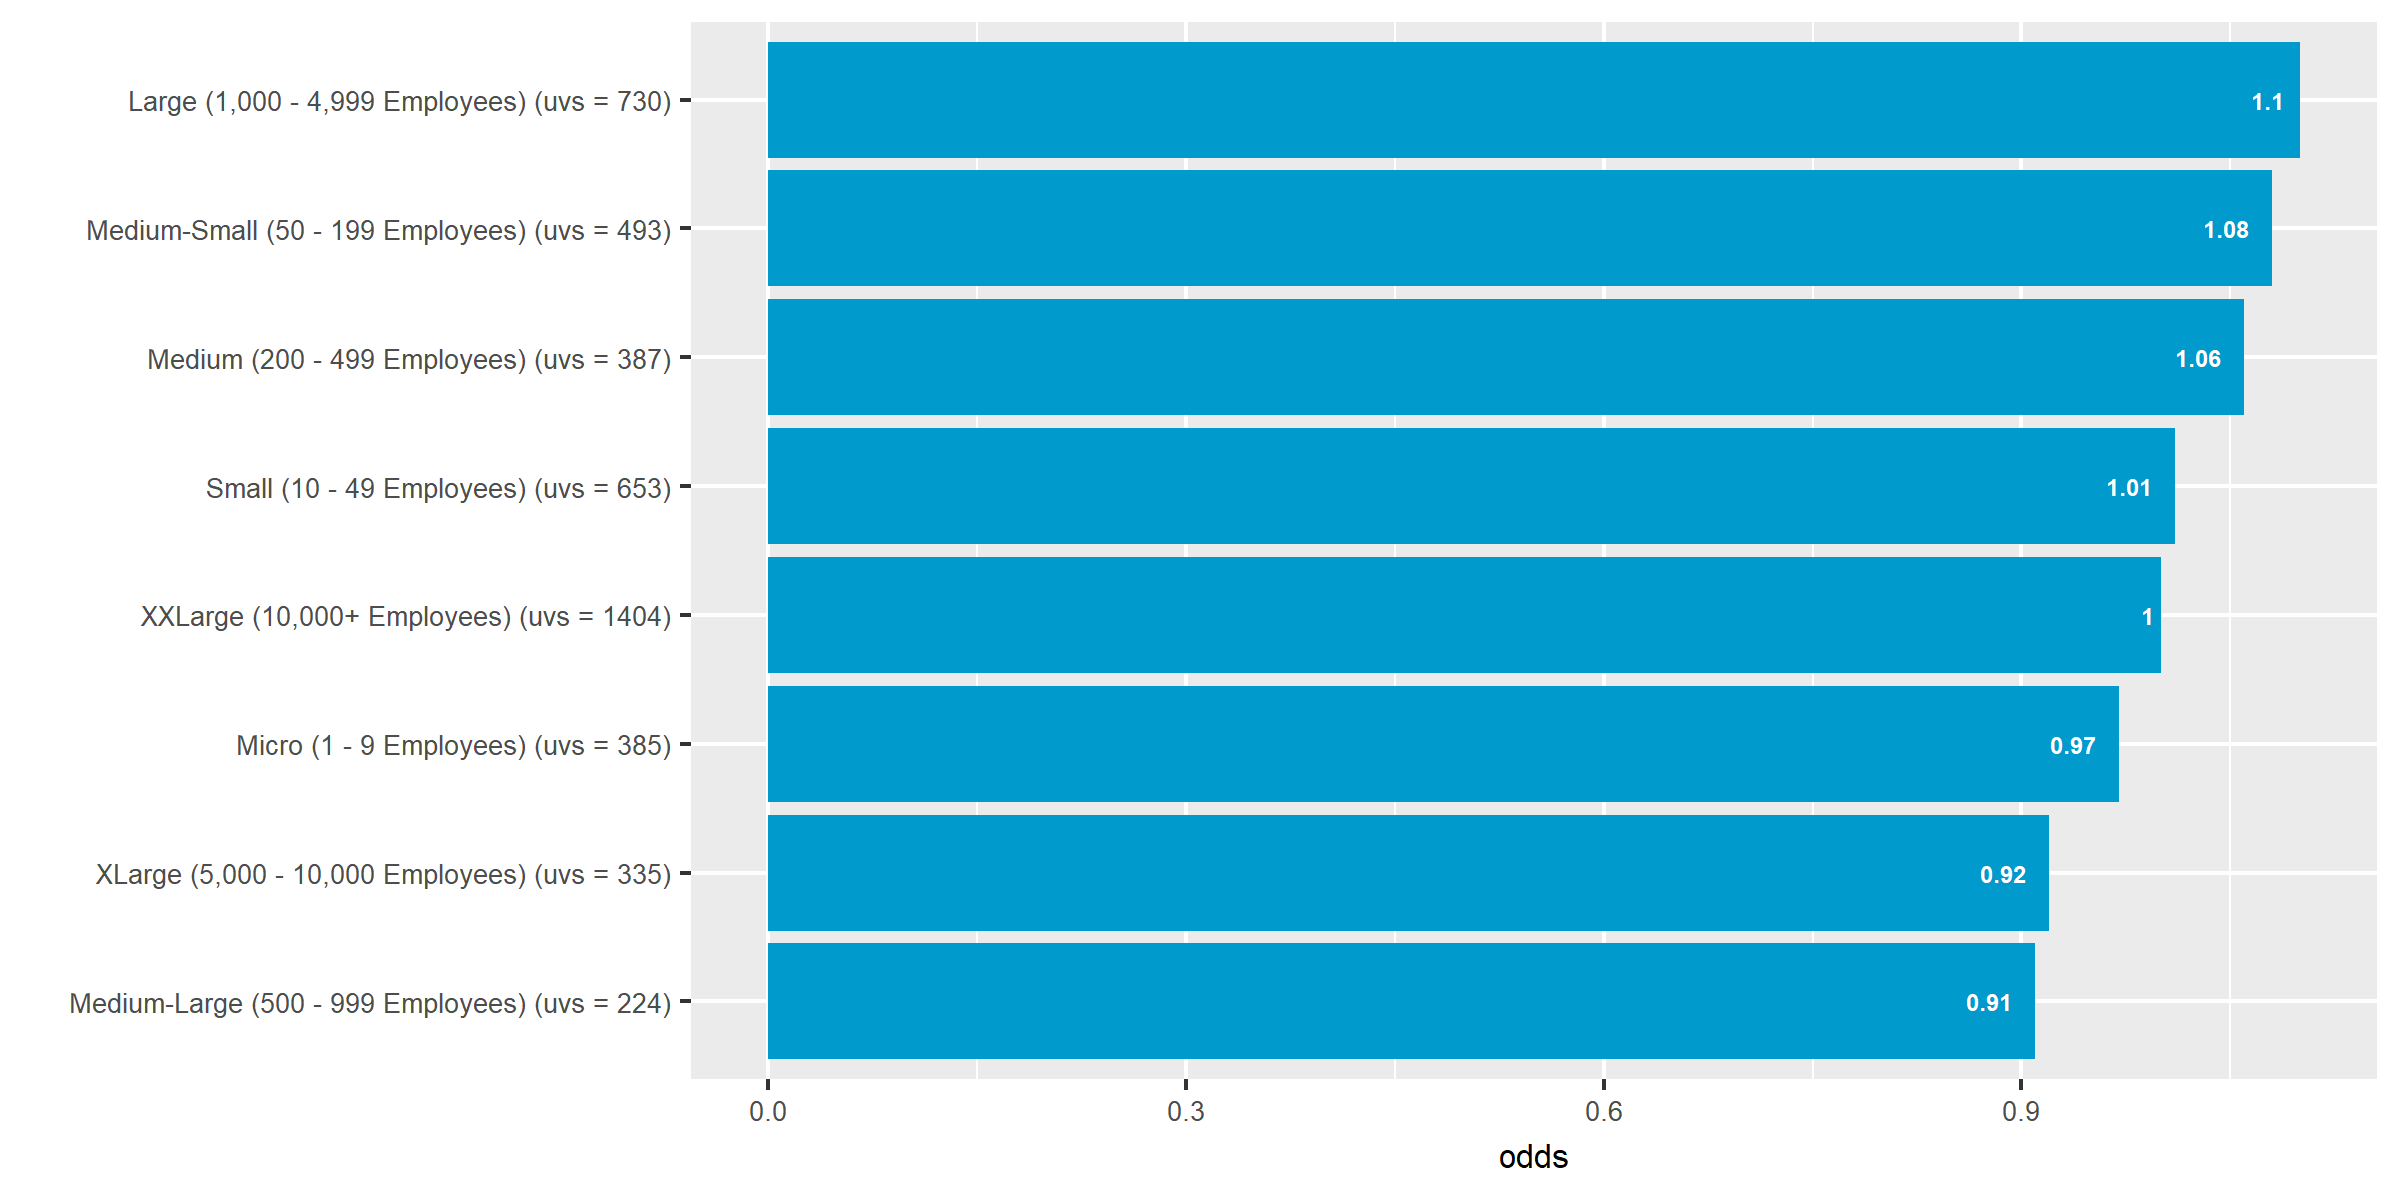 Large (1,000 - 4,999 Employees) (uvs = 730)
1.1
Medium-Small (50 - 199 Employees) (uvs = 493)
1.08
Medium (200 - 499 Employees) (uvs = 387)
1.06
Small (10 - 49 Employees) (uvs = 653)
1.01
XXLarge (10,000+ Employees) (uvs = 1404)
1
Micro (1 - 9 Employees) (uvs = 385)
0.97
XLarge (5,000 - 10,000 Employees) (uvs = 335)
0.92
Medium-Large (500 - 999 Employees) (uvs = 224)
0.91
0.0 0.3 0.6 0.9
odds